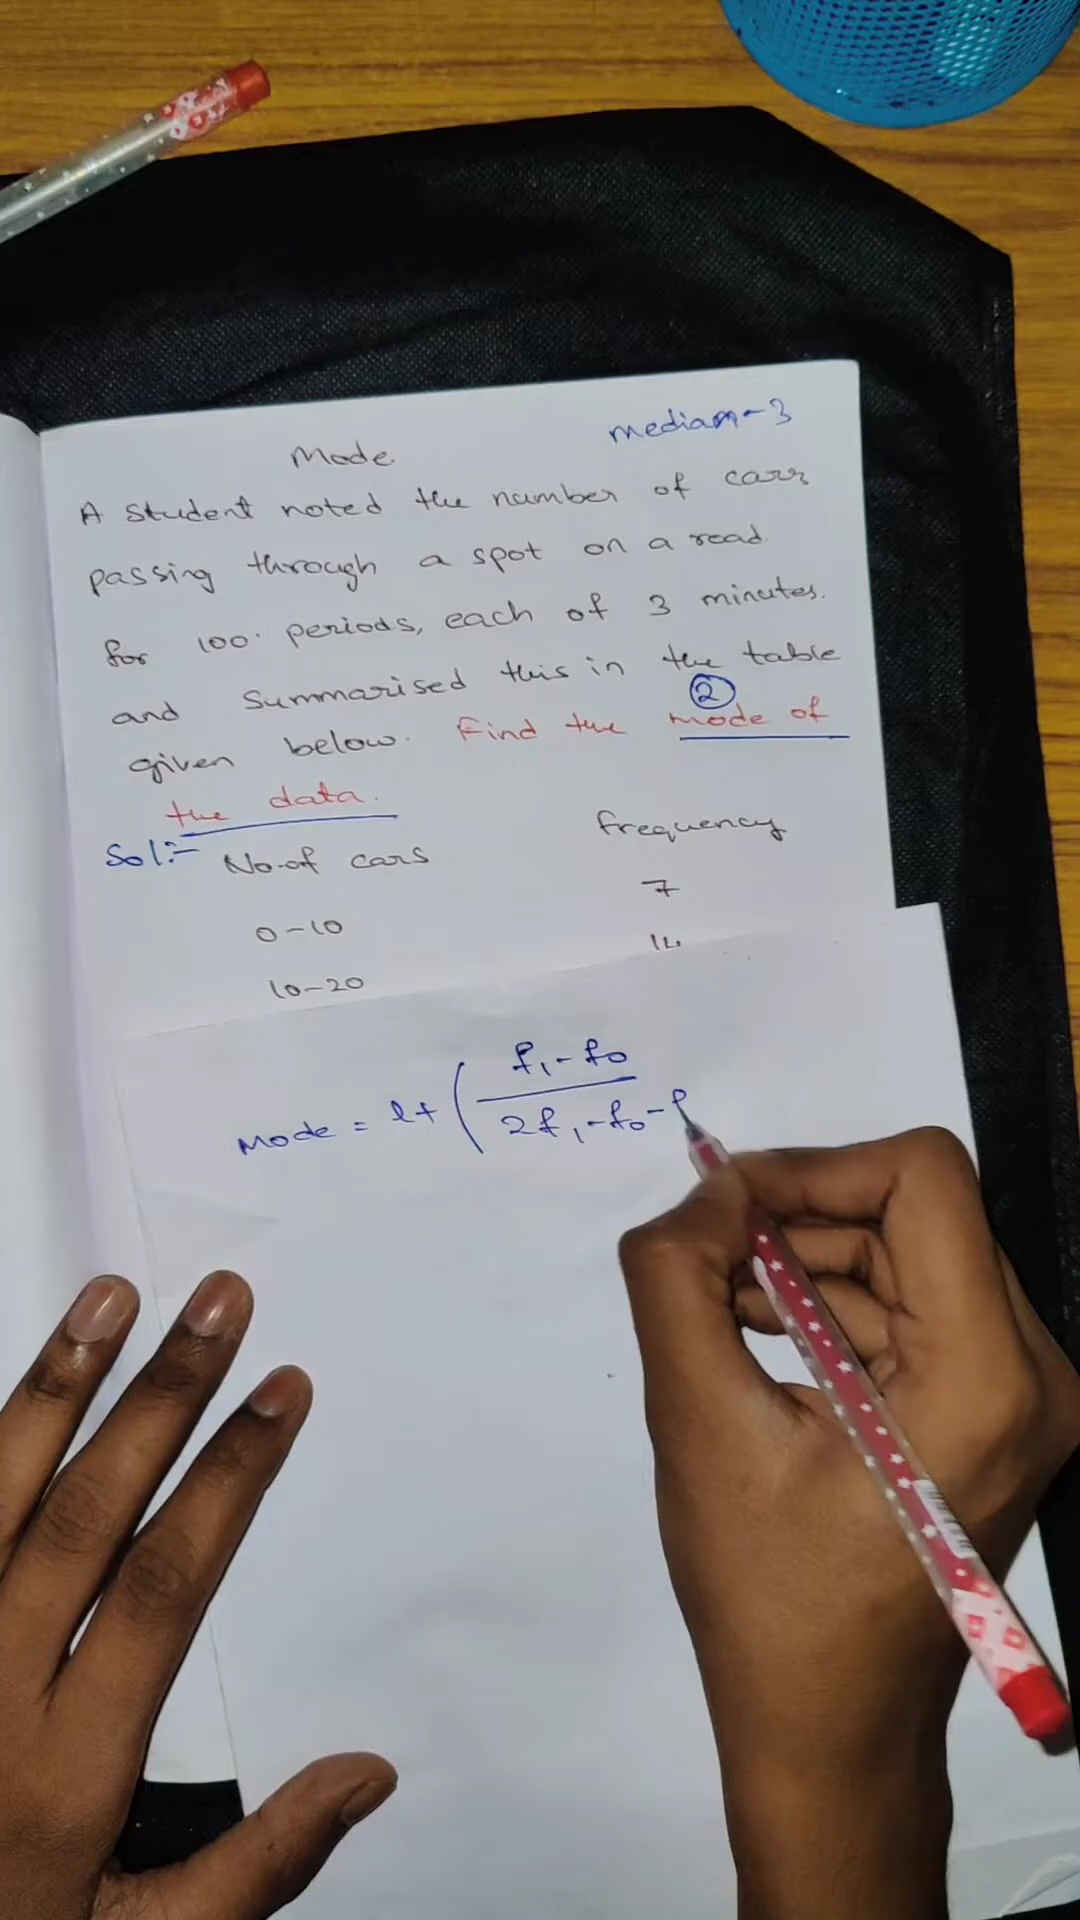 Mode
median-3
A student noted the number of cars
passing through a spot on a road.
for 100. periods, each of 3 minutes.
and summarised this in the table
2
given below. Find the mode of
the data.
Sol:-
No.of cars frequency
0-10 7
10-20 14
f₁-f₀
Mode = l+ (
2f₁-f₀-f